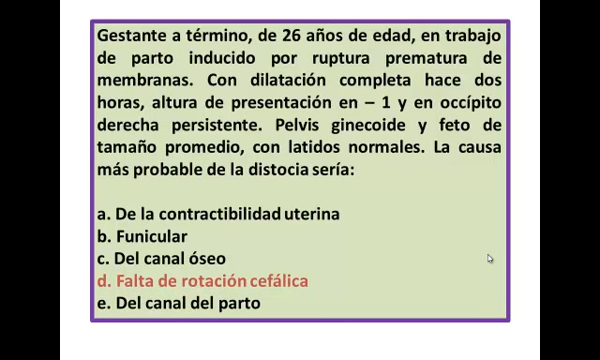 Gestante a término, de 26 años de edad, en trabajo
de parto inducido por ruptura prematura de
membranas. Con dilatación completa hace dos
horas, altura de presentación en – 1 y en occípito
derecha persistente. Pelvis ginecoide y feto de
tamaño promedio, con latidos normales. La causa
más probable de la distocia sería:
a. De la contractibilidad uterina
b. Funicular
c. Del canal óseo
d. Falta de rotación cefálica
e. Del canal del parto